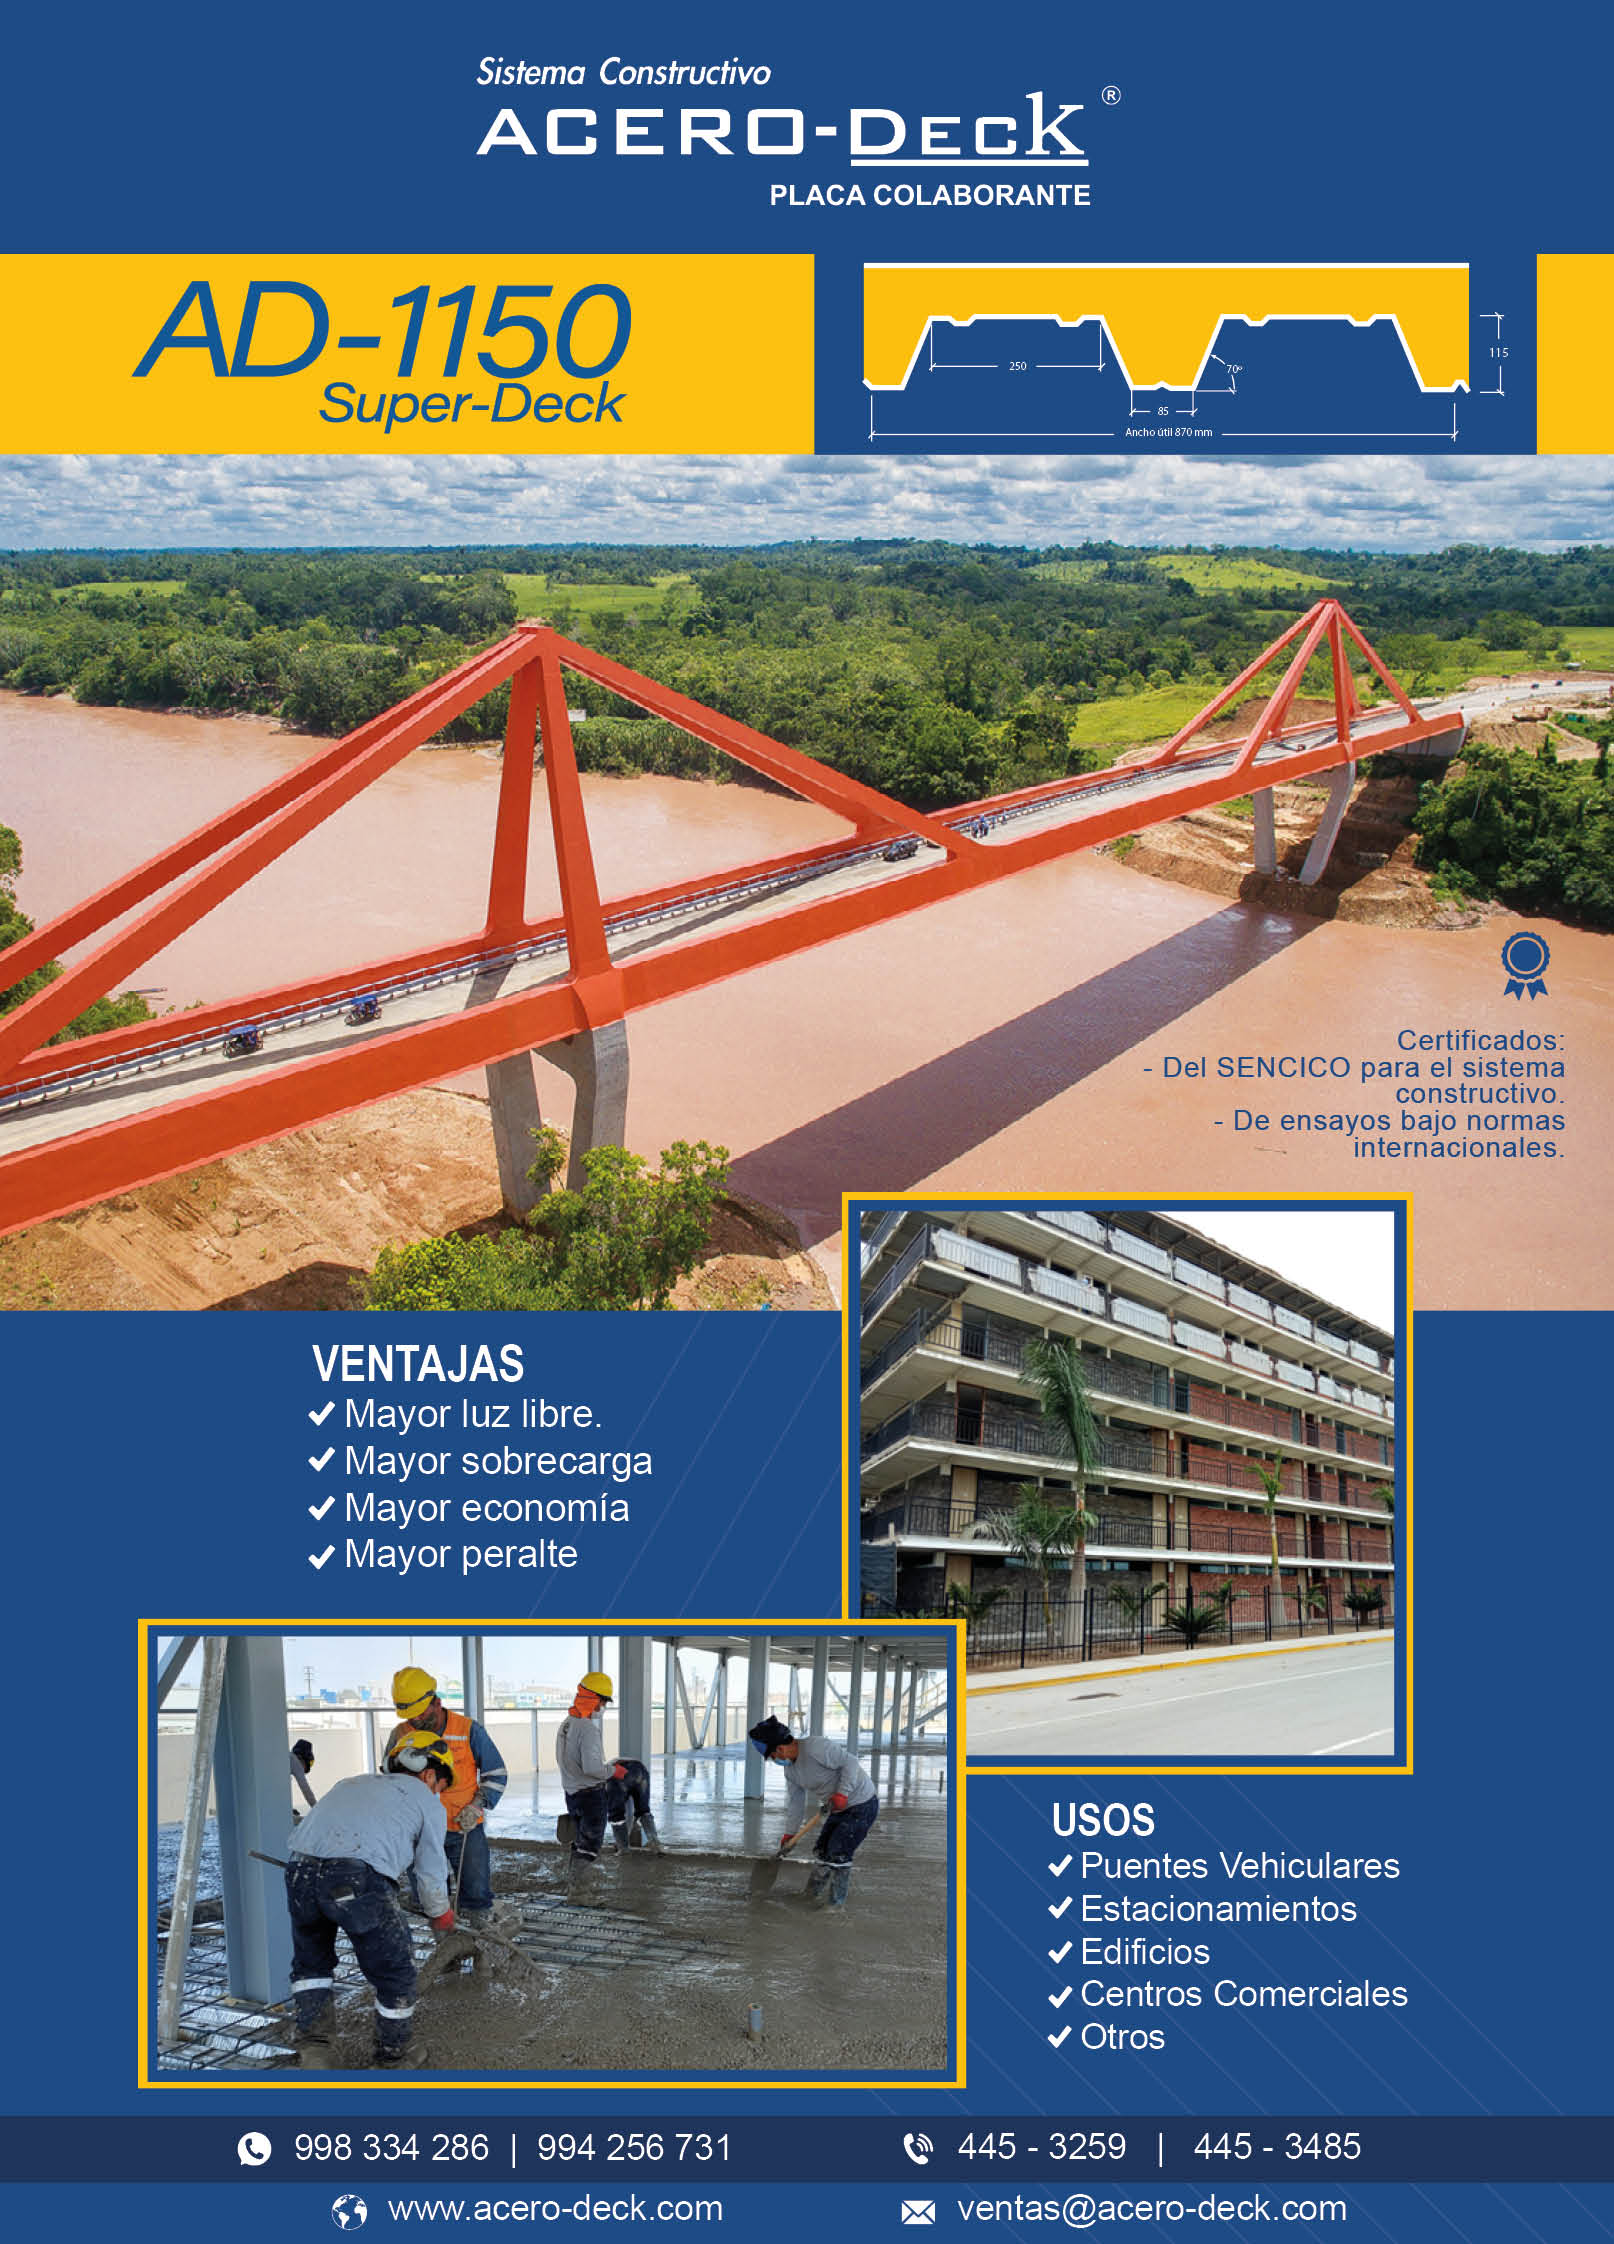 Sistema Constructivo
ACERO-DECK ®
PLACA COLABORANTE
AD-1150
Super-Deck
250
70º
115
85
Ancho útil 870 mm
Certificados:
- Del SENCICO para el sistema
constructivo.
- De ensayos bajo normas
internacionales.
VENTAJAS
Mayor luz libre.
Mayor sobrecarga
Mayor economía
Mayor peralte
USOS
Puentes Vehiculares
Estacionamientos
Edificios
Centros Comerciales
Otros
998 334 286 | 994 256 731
445 - 3259 | 445 - 3485
www.acero-deck.com
ventas@acero-deck.com